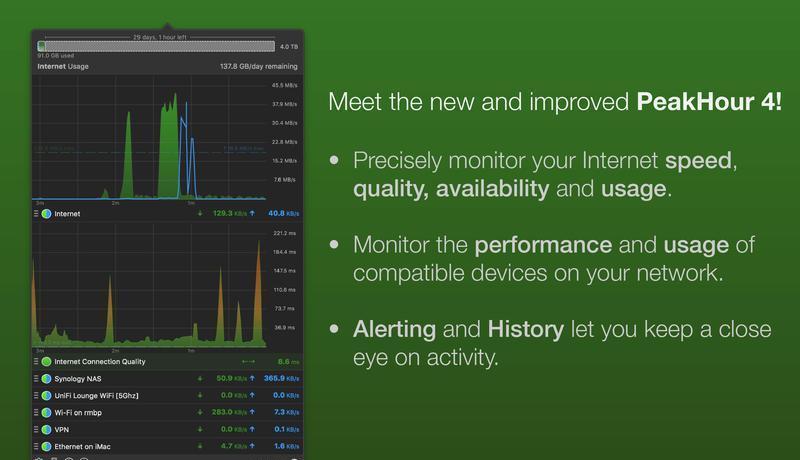 29 days, 1 hour left
4.0 TB
91.0 GB used
Internet Usage 137.8 GB/day remaining
45.5 MB/s
37.9 MB/s
30.4 MB/s
22.8 MB/s
15.2 MB/s
7.6 MB/s
3m 2m 1m
Internet ↓ 129.3 KB/s ↑ 40.8 KB/s
221.2 ms
184.4 ms
147.5 ms
110.6 ms
73.7 ms
36.9 ms
3m 2m 1m
Internet Connection Quality ←→ 8.6 ms
Synology NAS ↓ 50.9 KB/s ↑ 365.9 KB/s
UniFi Lounge WiFi [5Ghz] ↓ 0.0 KB/s ↑ 0.0 KB/s
Wi-Fi on rmbp ↓ 283.0 KB/s ↑ 7.3 KB/s
VPN ↓ 0.0 KB/s ↑ 0.1 KB/s
Ethernet on iMac ↓ 4.7 KB/s ↑ 1.6 KB/s
Meet the new and improved PeakHour 4!
• Precisely monitor your Internet speed,
quality, availability and usage.
• Monitor the performance and usage of
compatible devices on your network.
• Alerting and History let you keep a close
eye on activity.